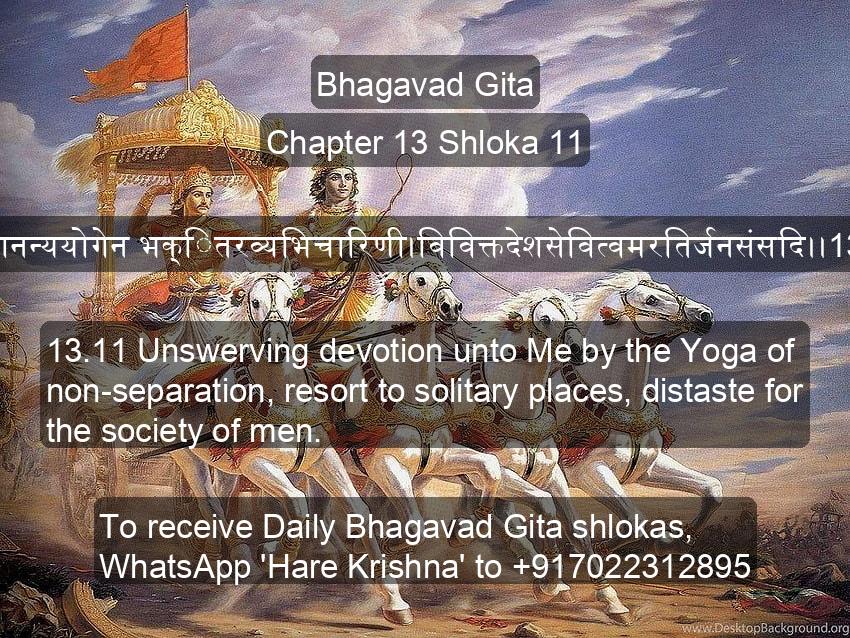 Bhagavad Gita
Chapter 13 Shloka 11
ानन्ययोगेन भक्ितरव्यभिचारिणी।।विविक्तदेशसेवित्वमरतिर्जनसंसदि।।13
13.11 Unswerving devotion unto Me by the Yoga of
non-separation, resort to solitary places, distaste for
the society of men.
To receive Daily Bhagavad Gita shlokas,
WhatsApp 'Hare Krishna' to +917022312895
www.DesktopBackground.org